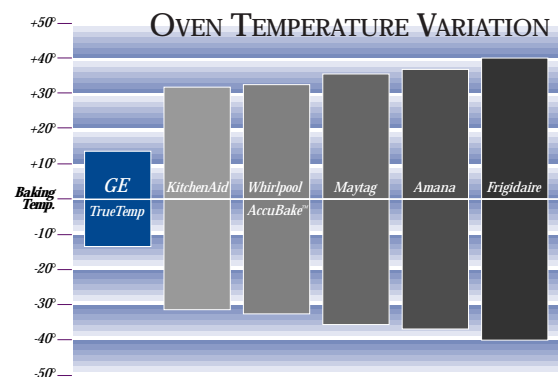 OVEN TEMPERATURE VARIATION
+50°
+40°
+30°
+20°
+10°
Baking
Temp.
-10°
-20°
-30°
-40°
-50°
GE
TrueTemp
KitchenAid
Whirlpool
AccuBake™
Maytag
Amana
Frigidaire